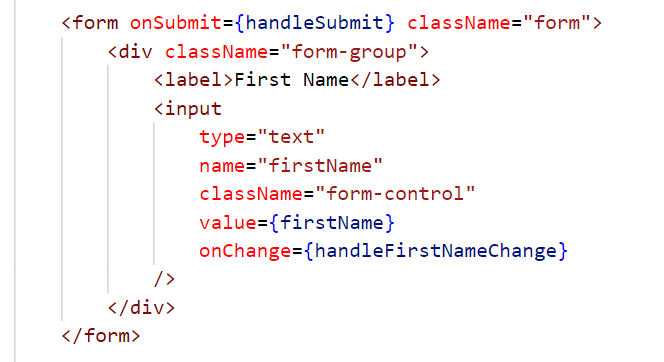 <form onSubmit={handleSubmit} className="form">
<div className="form-group">
<label>First Name</label>
<input
type="text"
name="firstName"
className="form-control"
value={firstName}
onChange={handleFirstNameChange}
/>
</div>
</form>